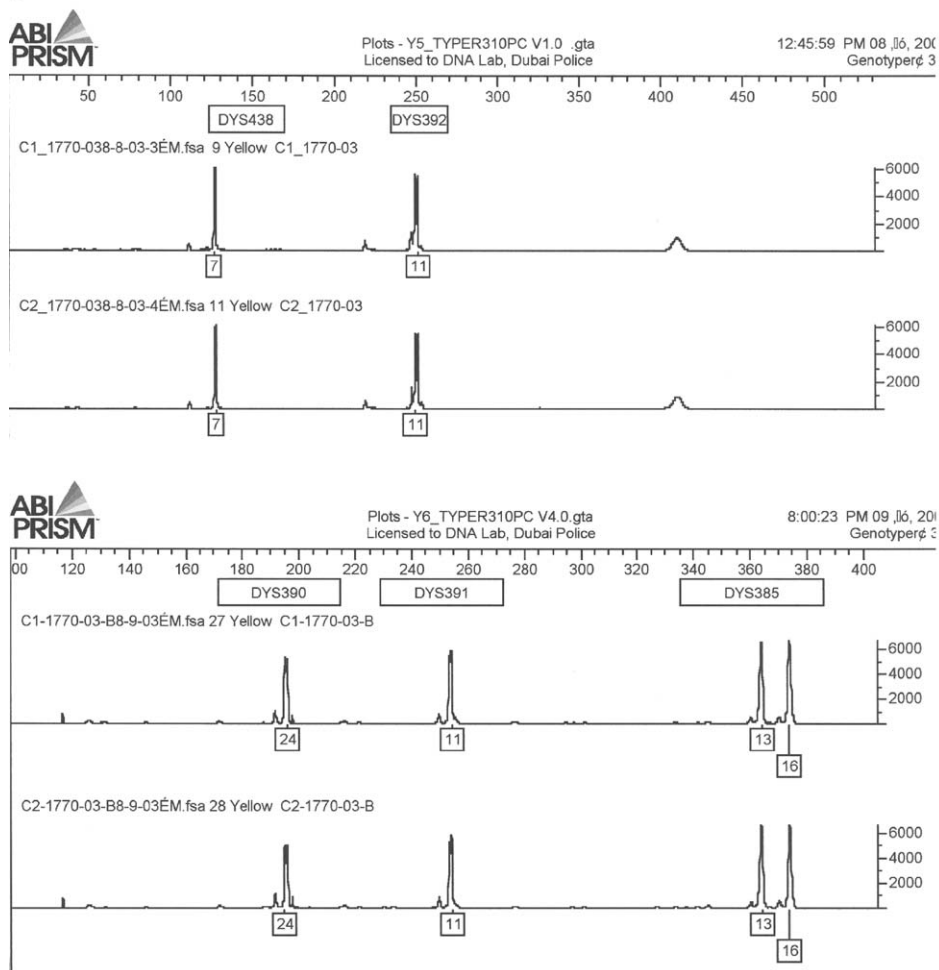 ABI
PRISM
Plots - Y5_TYPER310PC V1.0 .gta
Licensed to DNA Lab, Dubai Police
12:45:59 PM 08
Genotyper¢ 3
50 100 150 200 250 300 350 400 450 500
DYS438 DYS392
C1_1770-038-8-03-3ÉM.fsa 9 Yellow C1_1770-03
6000
4000
2000
7 11
C2_1770-038-8-03-4ÉM.fsa 11 Yellow C2_1770-03
6000
4000
2000
7 11
ABI
PRISM
Plots - Y6_TYPER310PC V4.0.gta
Licensed to DNA Lab, Dubai Police
8:00:23 PM 09
Genotyper¢ 3
00 120 140 160 180 200 220 240 260 280 300 320 340 360 380 400
DYS390 DYS391 DYS385
C1-1770-03-B8-9-03ÉM.fsa 27 Yellow C1-1770-03-B
6000
4000
2000
24 11 13
16
C2-1770-03-B8-9-03ÉM.fsa 28 Yellow C2-1770-03-B
6000
4000
2000
24 11 13
16